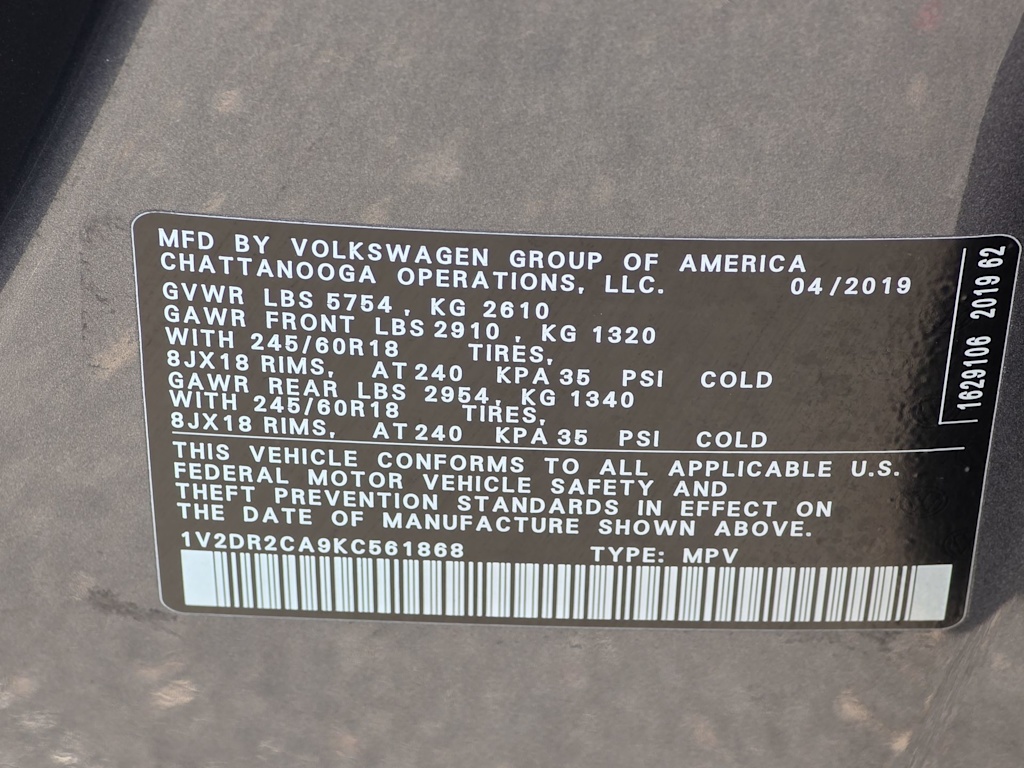 MFD BY VOLKSWAGEN GROUP OF AMERICA
CHATTANOOGA OPERATIONS, LLC. 04/2019
GVWR LBS 5754, KG 2610
GAWR FRONT LBS 2910, KG 1320
WITH 245/60R18 TIRES,
8JX18 RIMS, AT 240 KPA 35 PSI COLD
GAWR REAR LBS 2954, KG 1340
WITH 245/60R18 TIRES,
8JX18 RIMS, AT 240 KPA 35 PSI COLD
THIS VEHICLE CONFORMS TO ALL APPLICABLE U.S.
FEDERAL MOTOR VEHICLE SAFETY AND
THEFT PREVENTION STANDARDS IN EFFECT ON
THE DATE OF MANUFACTURE SHOWN ABOVE.
1V2DR2CA9KC561868 TYPE: MPV
1629106 2019 62